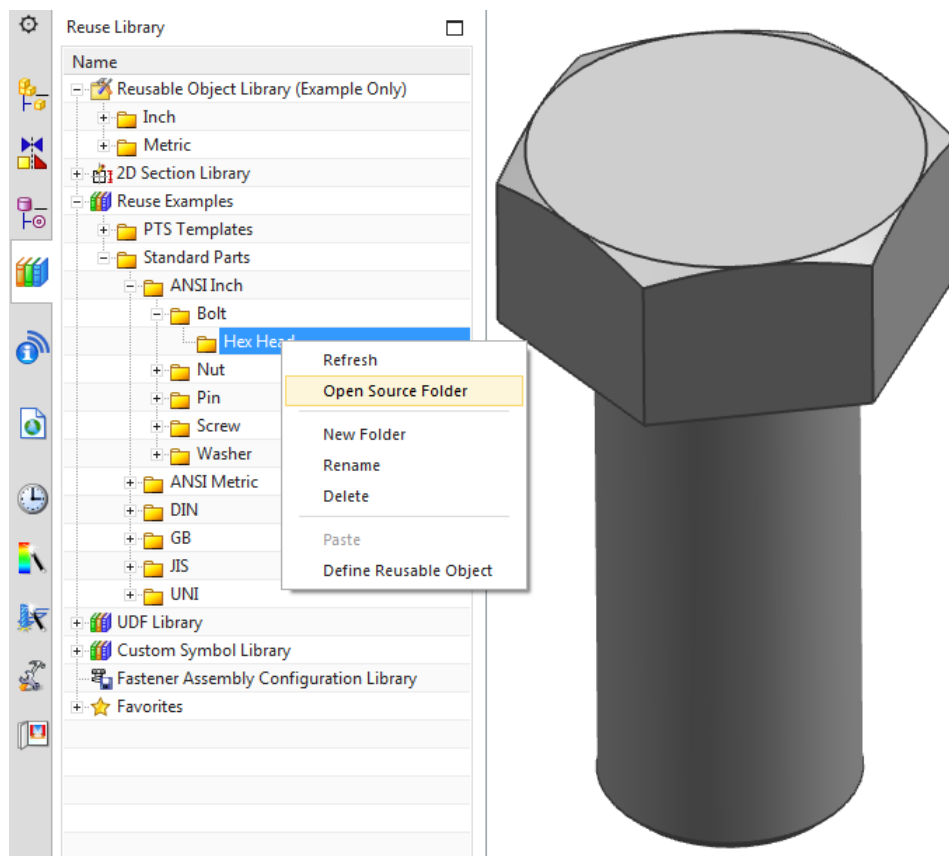 Reuse Library
Name
Reusable Object Library (Example Only)
Inch
Metric
2D Section Library
Reuse Examples
PTS Templates
Standard Parts
ANSI Inch
Bolt
Hex Head
Nut
Pin
Screw
Washer
ANSI Metric
DIN
GB
JIS
UNI
UDF Library
Custom Symbol Library
Fastener Assembly Configuration Library
Favorites
Refresh
Open Source Folder
New Folder
Rename
Delete
Paste
Define Reusable Object